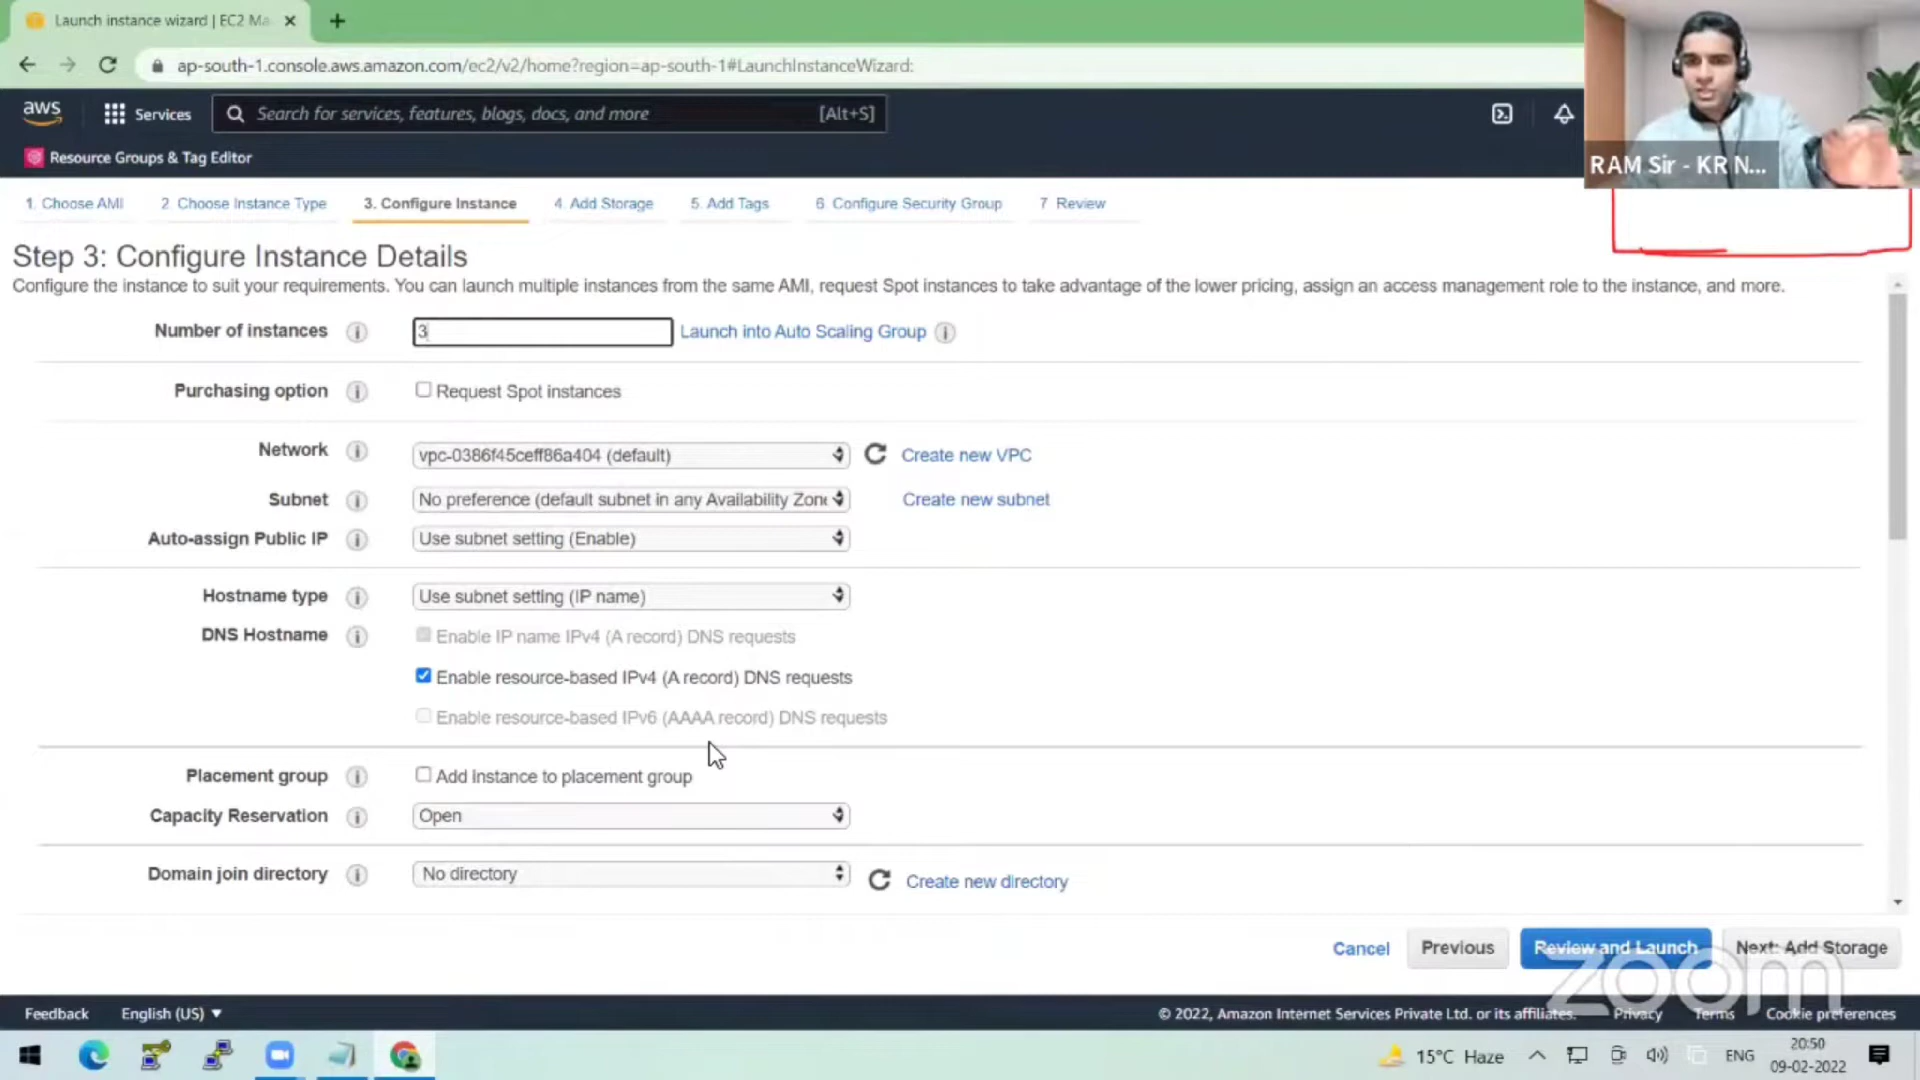 Launch instance wizard | EC2 Ma
ap-south-1.console.aws.amazon.com/ec2/v2/home?region=ap-south-1#LaunchInstanceWizard:
aws Services Search for services, features, blogs, docs, and more [Alt+S]
RAM Sir - KR N...
Resource Groups & Tag Editor
1. Choose AMI 2. Choose Instance Type 3. Configure Instance 4. Add Storage 5. Add Tags 6. Configure Security Group 7. Review
Step 3: Configure Instance Details
Configure the instance to suit your requirements. You can launch multiple instances from the same AMI, request Spot instances to take advantage of the lower pricing, assign an access management role to the instance, and more.
Number of instances 3 Launch into Auto Scaling Group
Purchasing option Request Spot instances
Network vpc-0386f45ceff86a404 (default) Create new VPC
Subnet No preference (default subnet in any Availability Zone Create new subnet
Auto-assign Public IP Use subnet setting (Enable)
Hostname type Use subnet setting (IP name)
DNS Hostname Enable IP name IPv4 (A record) DNS requests
Enable resource-based IPv4 (A record) DNS requests
Enable resource-based IPv6 (AAAA record) DNS requests
Placement group Add instance to placement group
Capacity Reservation Open
Domain join directory No directory Create new directory
Cancel Previous Review and Launch Next: Add Storage
zoom
Feedback English (US) © 2022, Amazon Internet Services Private Ltd. or its affiliates. Privacy Terms Cookie preferences
15°C Haze ENG 20:50
09-02-2022